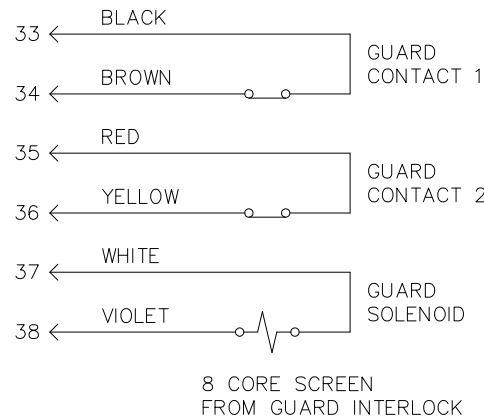 33 BLACK
GUARD
CONTACT 1
34 BROWN
35 RED
GUARD
CONTACT 2
36 YELLOW
37 WHITE
GUARD
SOLENOID
38 VIOLET
8 CORE SCREEN
FROM GUARD INTERLOCK